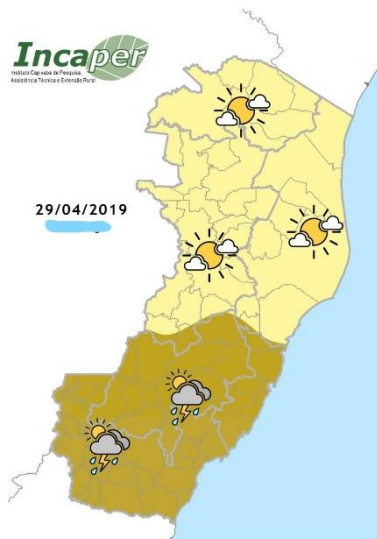 Incaper
Instituto Capixaba de Pesquisa
Assistência Técnica e Extensão Rural
29/04/2019